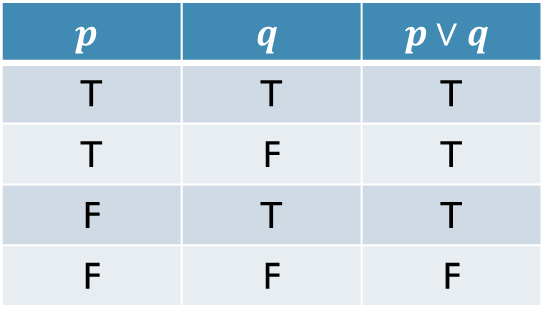 p q p ∨ q
T T T
T F T
F T T
F F F